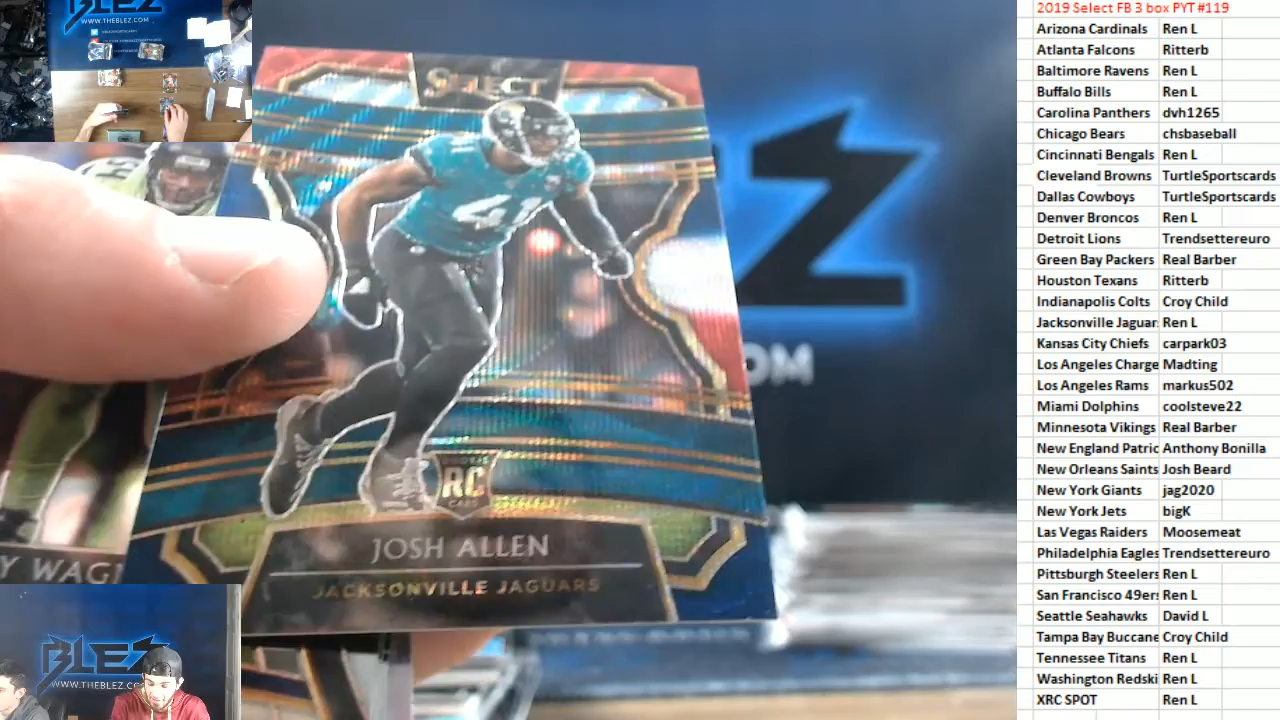 WWW.THEBLEZ.COM
SELECT
41
ROOKIE
RC
CARD
JOSH ALLEN
JACKSONVILLE JAGUARS
Y WAG
Z
OM
BLEZ
WWW.THEBLEZ.CO
2019 Select FB 3 box PYT #119
Arizona Cardinals Ren L
Atlanta Falcons Ritterb
Baltimore Ravens Ren L
Buffalo Bills Ren L
Carolina Panthers dvh1265
Chicago Bears chsbaseball
Cincinnati Bengals Ren L
Cleveland Browns TurtleSportscards
Dallas Cowboys TurtleSportscards
Denver Broncos Ren L
Detroit Lions Trendsettereuro
Green Bay Packers Real Barber
Houston Texans Ritterb
Indianapolis Colts Croy Child
Jacksonville Jaguar Ren L
Kansas City Chiefs carpark03
Los Angeles Charge Madting
Los Angeles Rams markus502
Miami Dolphins coolsteve22
Minnesota Vikings Real Barber
New England Patric Anthony Bonilla
New Orleans Saints Josh Beard
New York Giants jag2020
New York Jets bigK
Las Vegas Raiders Moosemeat
Philadelphia Eagles Trendsettereuro
Pittsburgh Steelers Ren L
San Francisco 49ers Ren L
Seattle Seahawks David L
Tampa Bay Buccane Croy Child
Tennessee Titans Ren L
Washington Redski Ren L
XRC SPOT Ren L